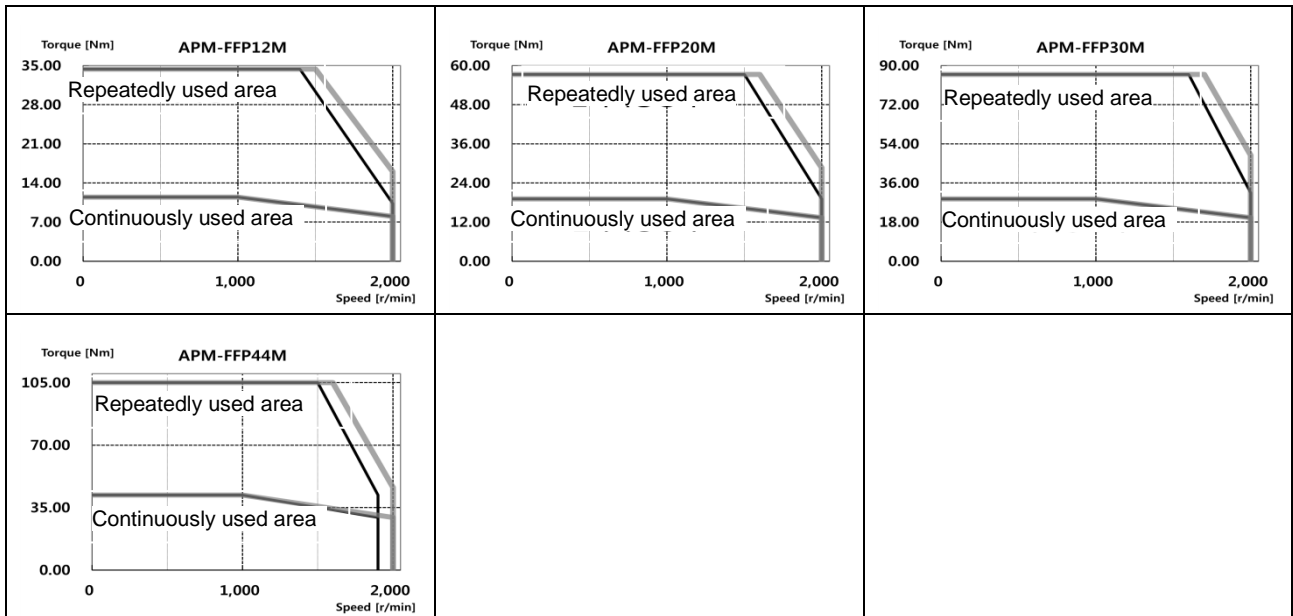 Torque [Nm] APM-FFP12M
35.00
Repeatedly used area
28.00
21.00
14.00
Continuously used area
7.00
0.00
0 1,000 2,000
Speed [r/min]
Torque [Nm] APM-FFP20M
60.00
Repeatedly used area
48.00
36.00
24.00
Continuously used area
12.00
0.00
0 1,000 2,000
Speed [r/min]
Torque [Nm] APM-FFP30M
90.00
Repeatedly used area
72.00
54.00
36.00
Continuously used area
18.00
0.00
0 1,000 2,000
Speed [r/min]
Torque [Nm] APM-FFP44M
105.00
Repeatedly used area
70.00
35.00
Continuously used area
0.00
0 1,000 2,000
Speed [r/min]